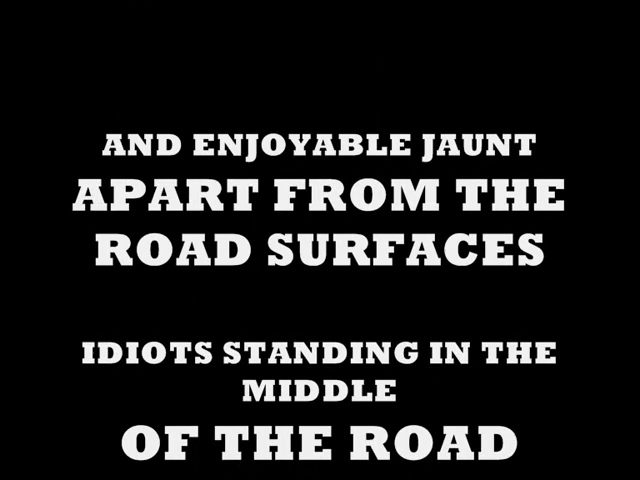 AND ENJOYABLE JAUNT
APART FROM THE
ROAD SURFACES
IDIOTS STANDING IN THE
MIDDLE
OF THE ROAD